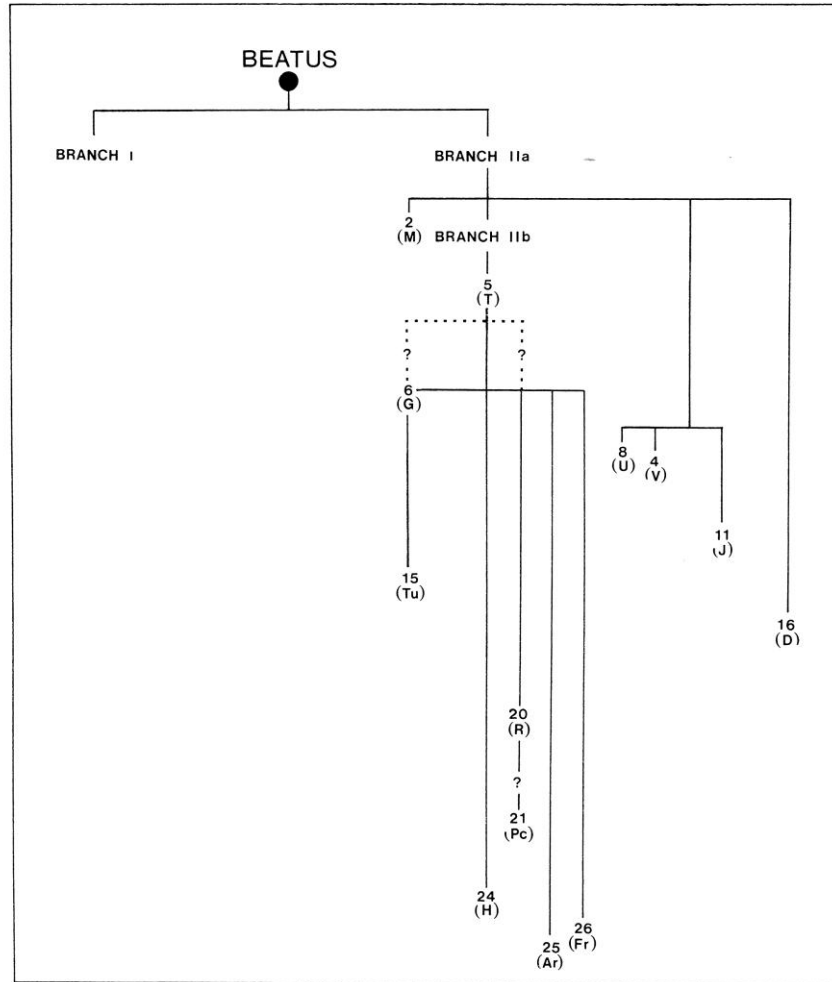 BEATUS
BRANCH I
BRANCH IIa
2
(M)
BRANCH IIb
5
(T)
?
?
6
(G)
8
(U)
4
(V)
11
(J)
15
(Tu)
16
(D)
20
(R)
?
21
(Pc)
24
(H)
25
(Ar)
26
(Fr)